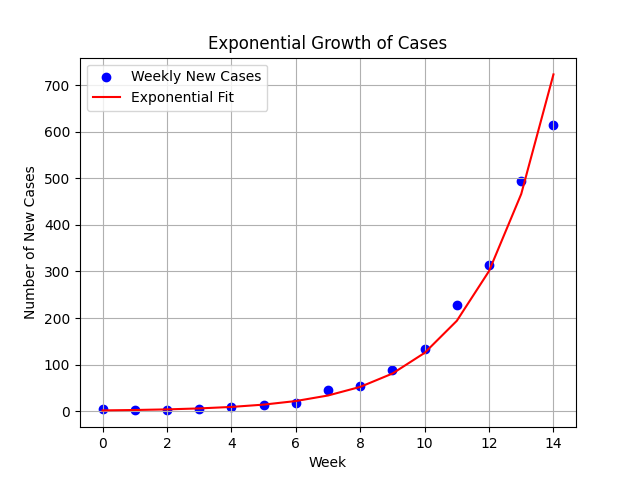 Exponential Growth of Cases
Weekly New Cases
Exponential Fit
Number of New Cases
700
600
500
400
300
200
100
0
0 2 4 6 8 10 12 14
Week